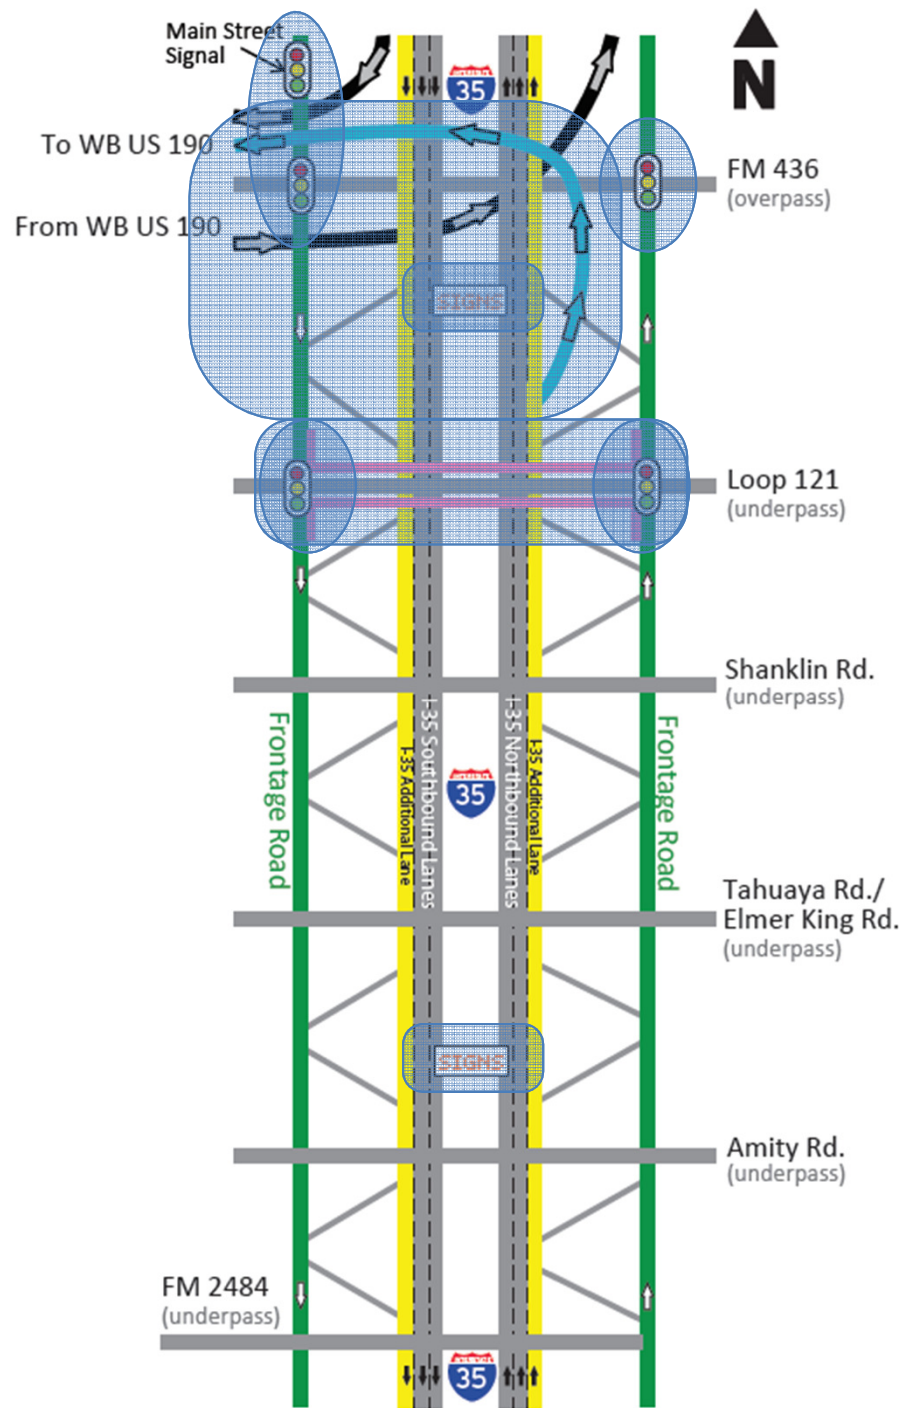 Main Street
Signal
35
N
To WB US 190
FM 436
(overpass)
From WB US 190
SIGNS
Loop 121
(underpass)
Shanklin Rd.
(underpass)
Frontage Road
I-35 Additional Lane
I-35 Southbound Lanes
35
I-35 Northbound Lanes
I-35 Additional Lane
Frontage Road
Tahuaya Rd./
Elmer King Rd.
(underpass)
SIGNS
Amity Rd.
(underpass)
FM 2484
(underpass)
35